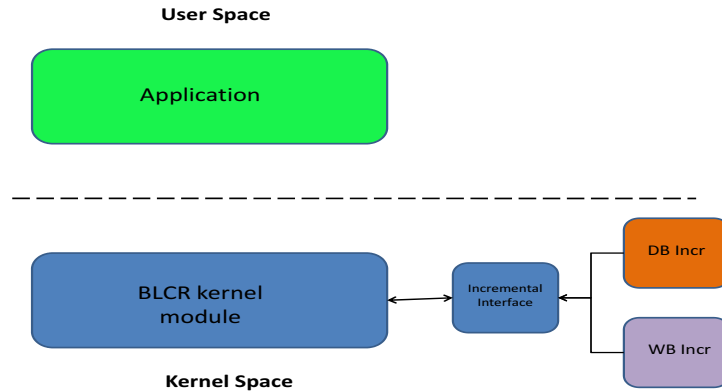 User Space
Application
BLCR kernel
module
Incremental
Interface
DB Incr
WB Incr
Kernel Space